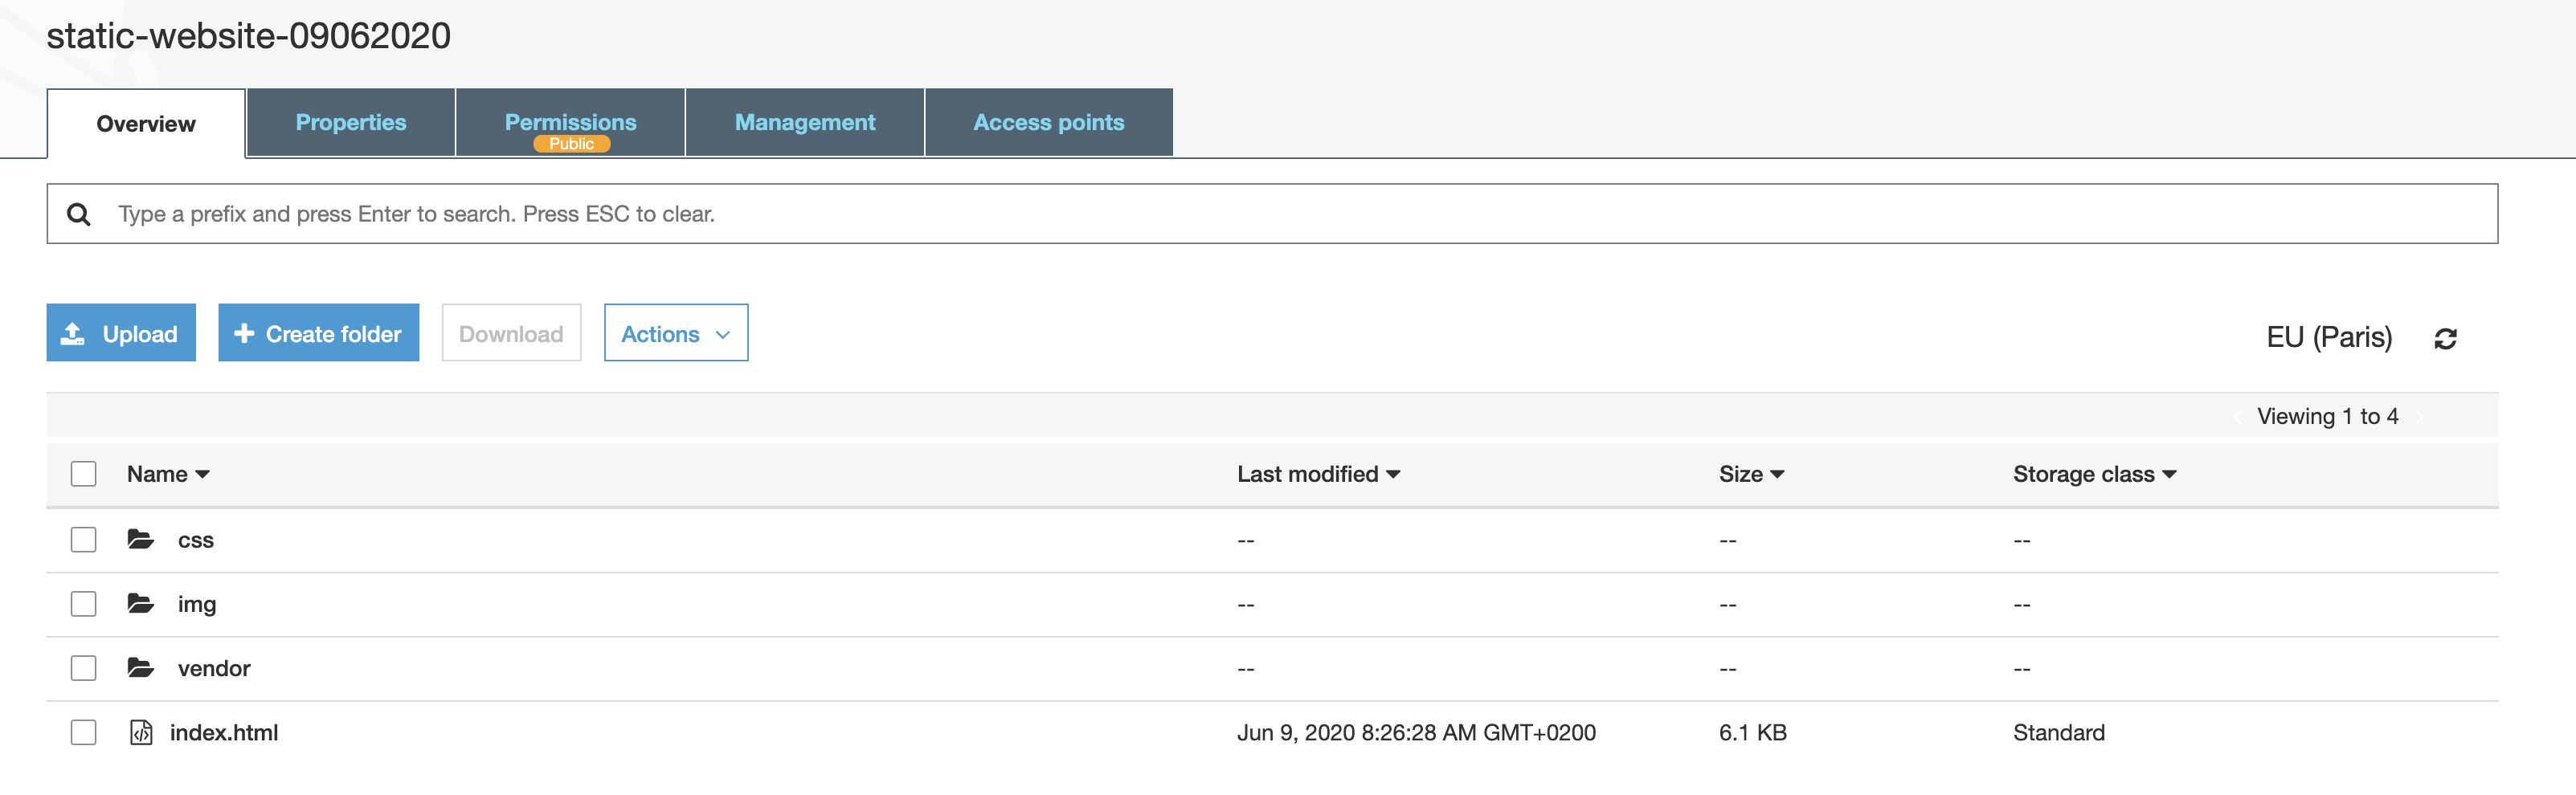 static-website-09062020
Overview Properties Permissions Management Access points
Public
Type a prefix and press Enter to search. Press ESC to clear.
Upload Create folder Download Actions EU (Paris)
Viewing 1 to 4
Name Last modified Size Storage class
css -- -- --
img -- -- --
vendor -- -- --
index.html Jun 9, 2020 8:26:28 AM GMT+0200 6.1 KB Standard